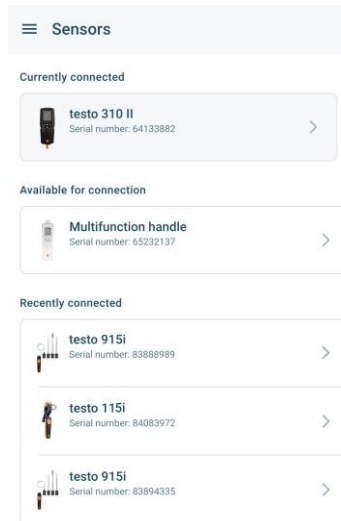 Sensors
Currently connected
testo 310 II
Serial number: 64133882
Available for connection
Multifunction handle
Serial number: 65232137
Recently connected
testo 915i
Serial number: 83888989
testo 115i
Serial number: 84083972
testo 915i
Serial number: 83894335